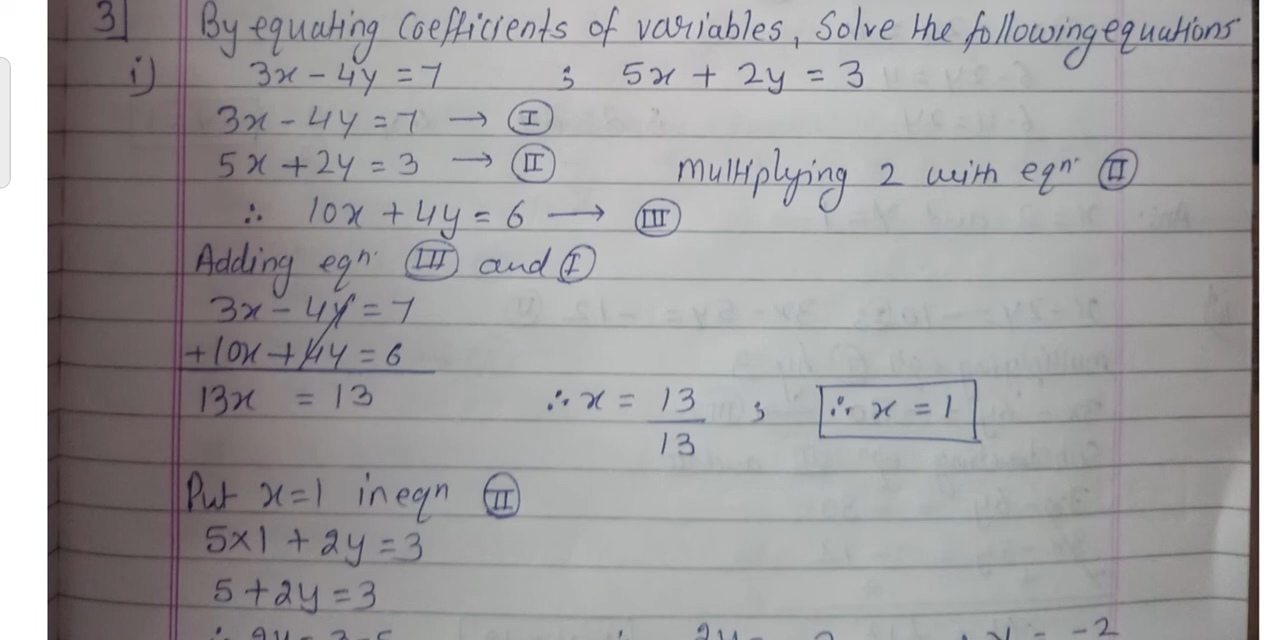 3] By equating Coefficients of variables, Solve the following equations
i) 3x - 4y = 7 ; 5x + 2y = 3
3x - 4y = 7 → (I)
5x + 2y = 3 → (II) Multiplying 2 with eqn. (II)
∴ 10x + 4y = 6 → (III)
Adding eqn. (III) and (I)
3x - 4y = 7
+10x + 4y = 6
13x = 13 ∴ x = 13/13 ; ∴ x = 1
Put x = 1 in eqn (II)
5×1 + 2y = 3
5 + 2y = 3